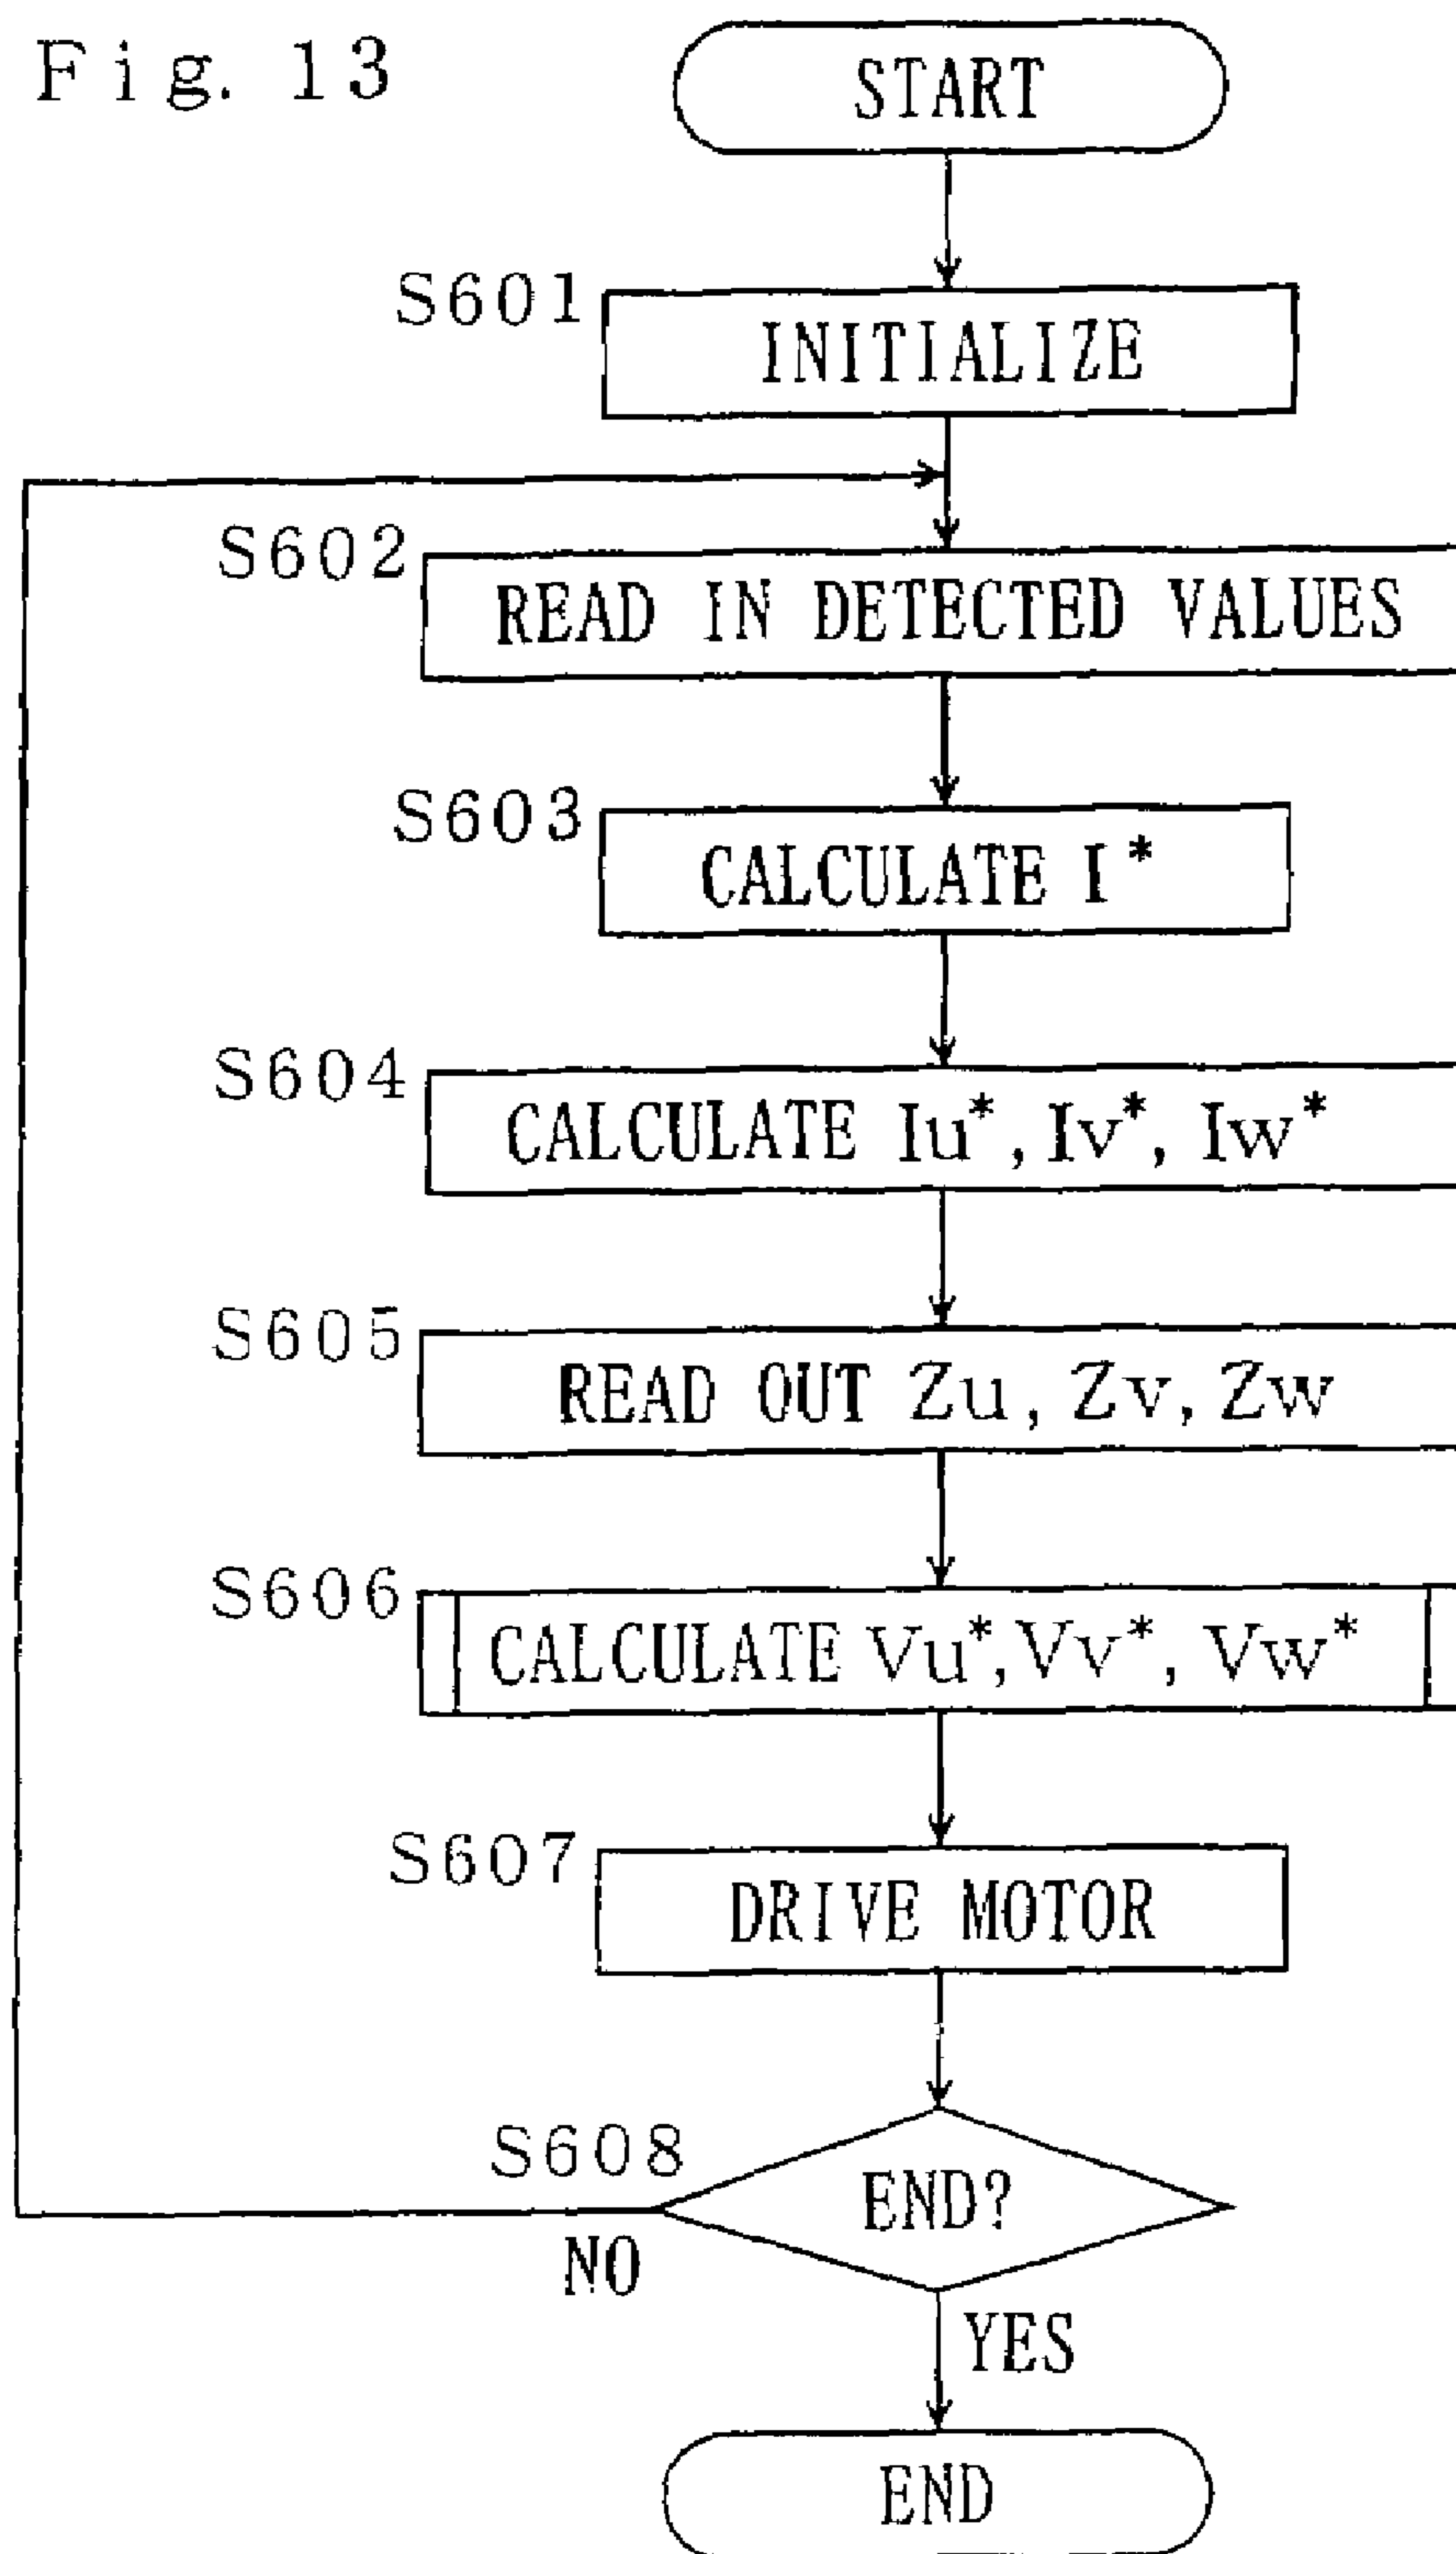 Fig. 13
START
S601
INITIALIZE
S602
READ IN DETECTED VALUES
S603
CALCULATE I*
S604
CALCULATE Iu*, Iv*, Iw*
S605
READ OUT Zu, Zv, Zw
S606
CALCULATE Vu*, Vv*, Vw*
S607
DRIVE MOTOR
S608
END?
NO
YES
END